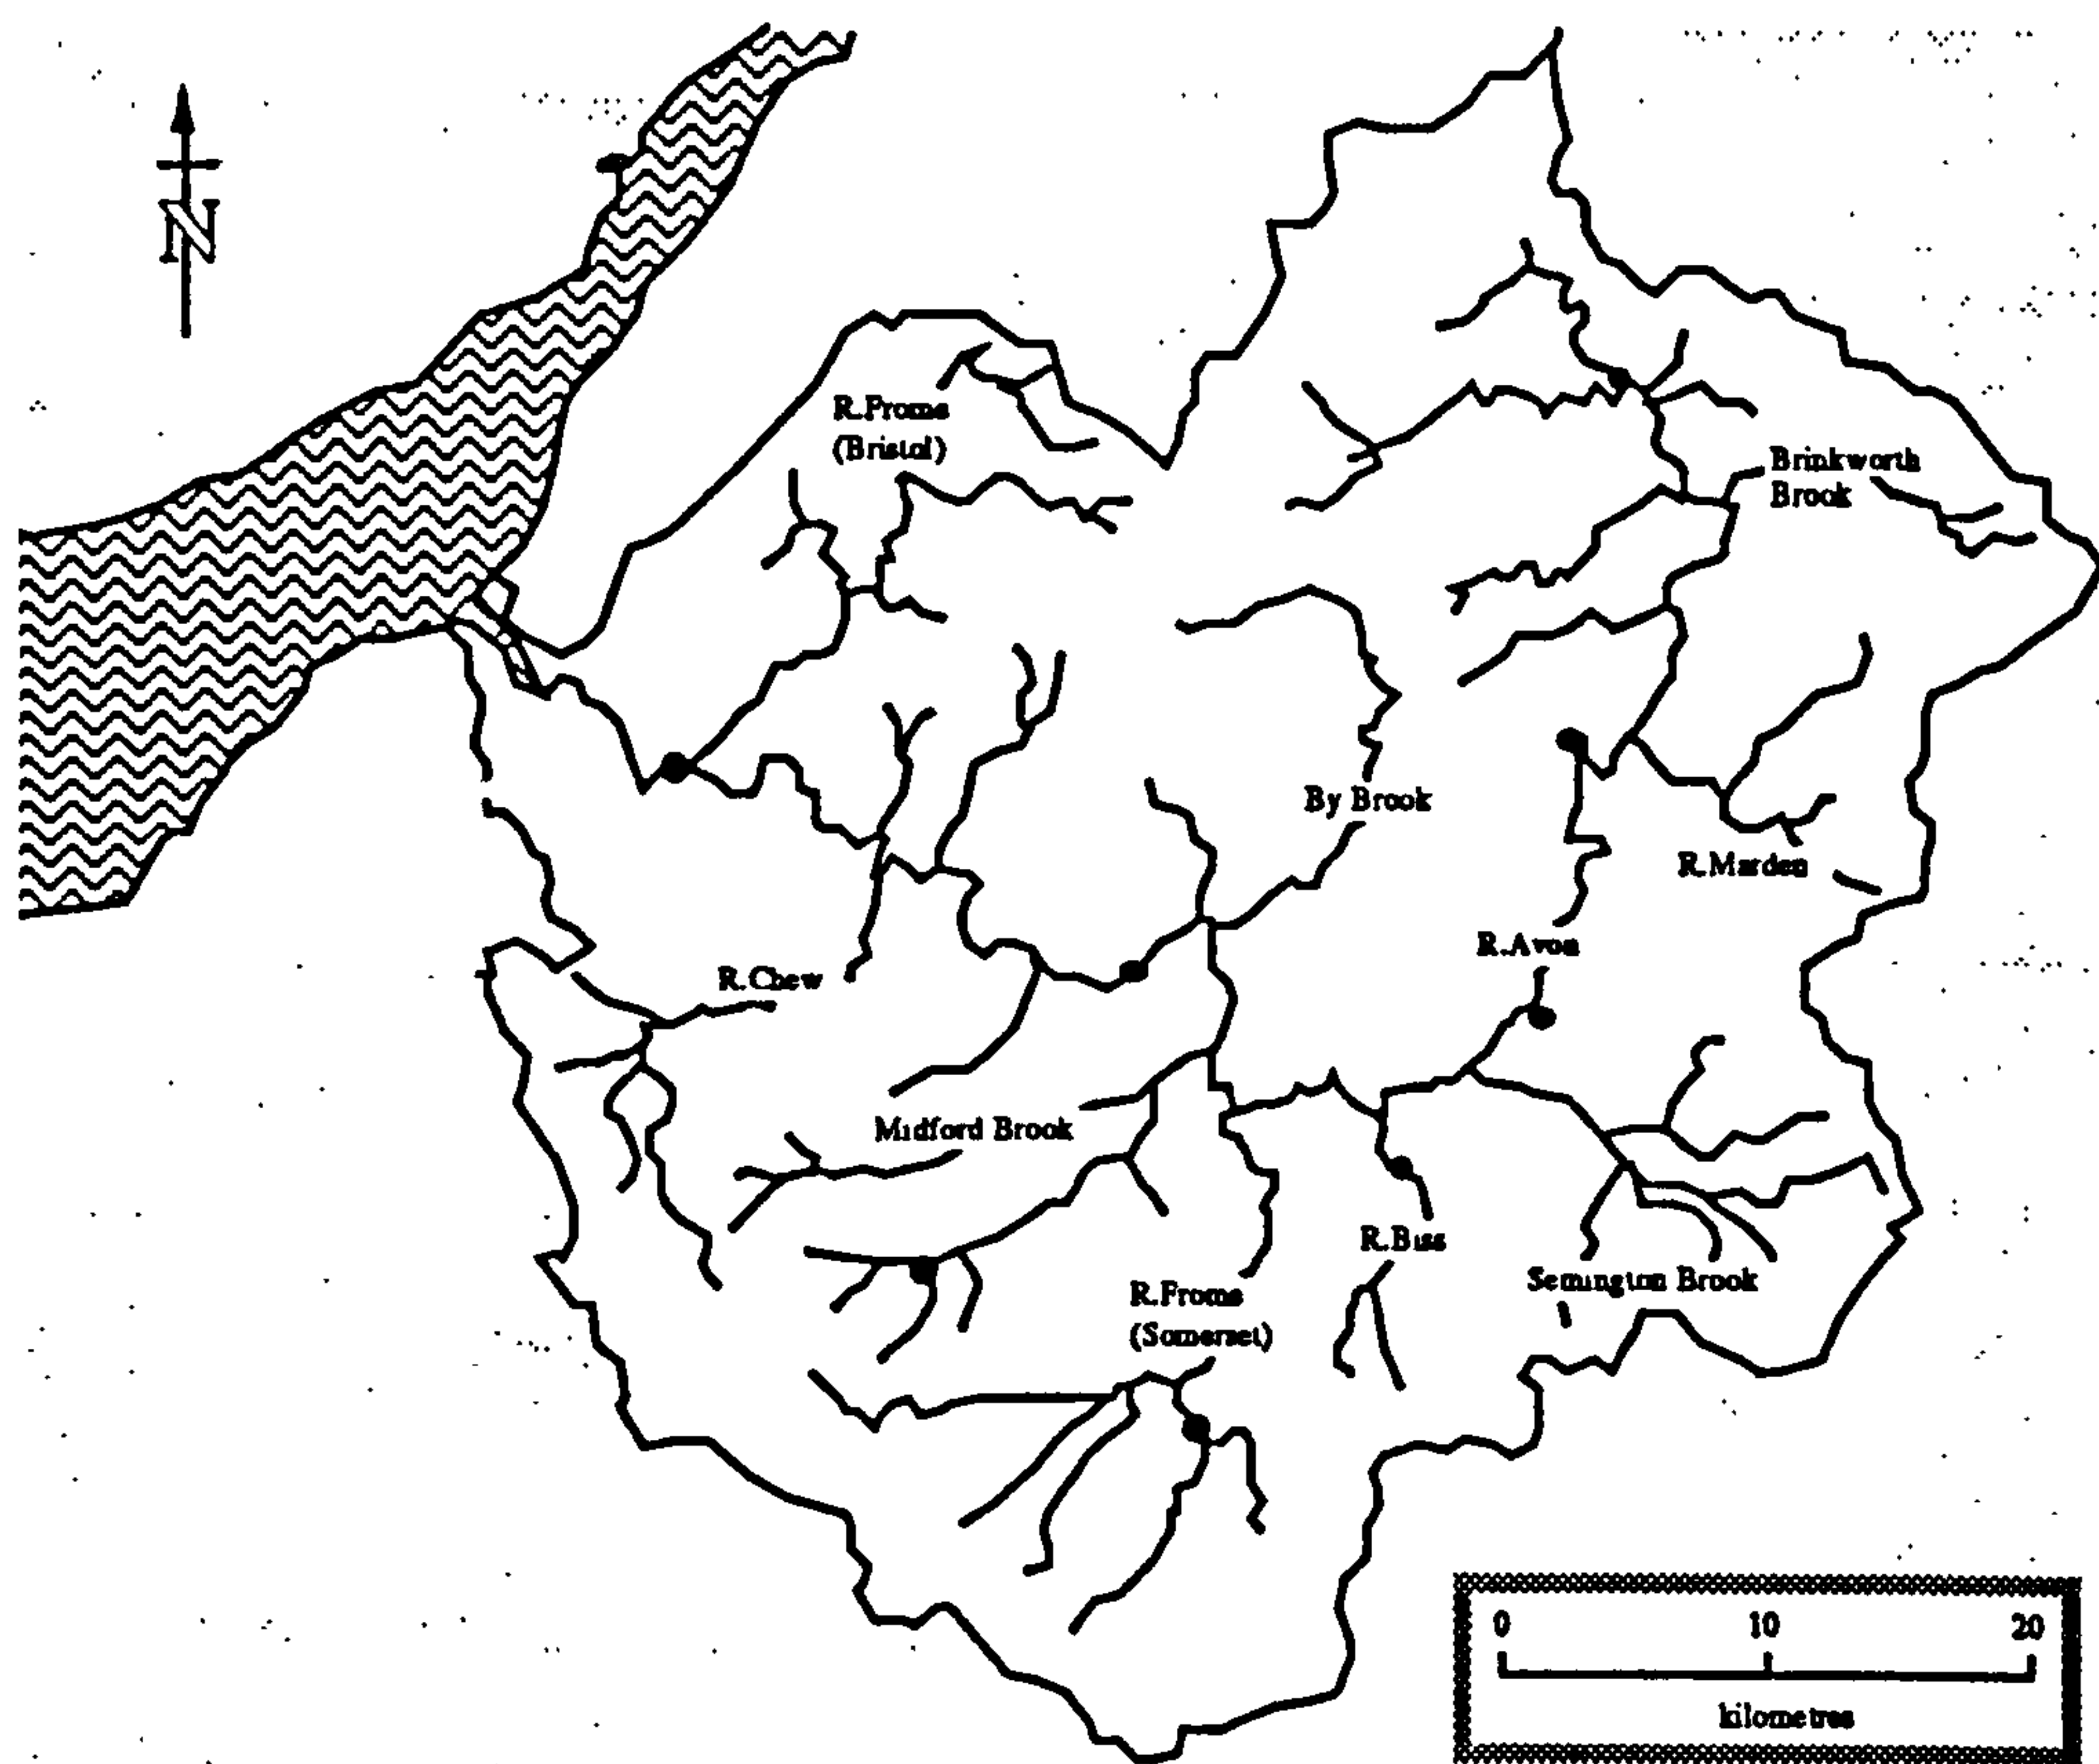 N
R.Frome
(Bristol)
Brinkworth
Brook
By Brook
R.Marden
R.Avon
R.Chew
Midford Brook
R.Biss
Semington Brook
R.Frome
(Somerset)
0 10 20
kilometres